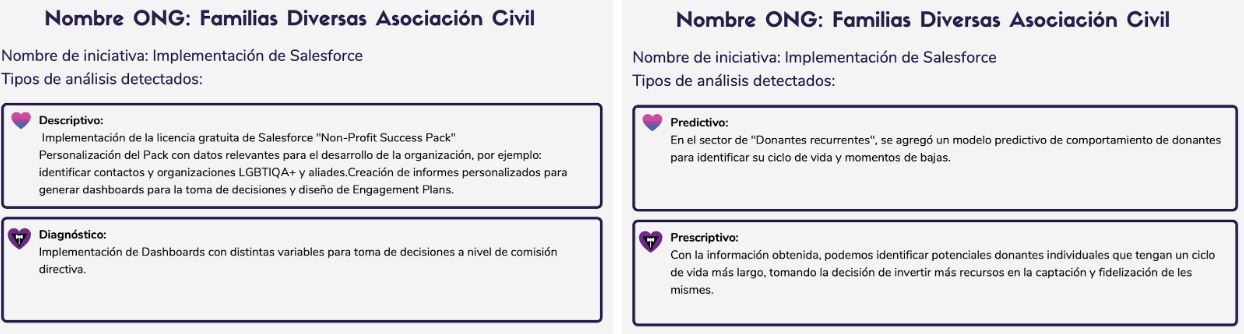 Nombre ONG: Familias Diversas Asociación Civil
Nombre de iniciativa: Implementación de Salesforce
Tipos de análisis detectados:
Descriptivo:
Implementación de la licencia gratuita de Salesforce "Non-Profit Success Pack"
Personalización del Pack con datos relevantes para el desarrollo de la organización, por ejemplo:
identificar contactos y organizaciones LGBTIQA+ y aliades.Creación de informes personalizados para
generar dashboards para la toma de decisiones y diseño de Engagement Plans.
Diagnóstico:
Implementación de Dashboards con distintas variables para toma de decisiones a nivel de comisión
directiva.
Nombre ONG: Familias Diversas Asociación Civil
Nombre de iniciativa: Implementación de Salesforce
Tipos de análisis detectados:
Predictivo:
En el sector de "Donantes recurrentes", se agregó un modelo predictivo de comportamiento de donantes
para identificar su ciclo de vida y momentos de bajas.
Prescriptivo:
Con la información obtenida, podemos identificar potenciales donantes individuales que tengan un ciclo
de vida más largo, tomando la decisión de invertir más recursos en la captación y fidelización de les
mismes.